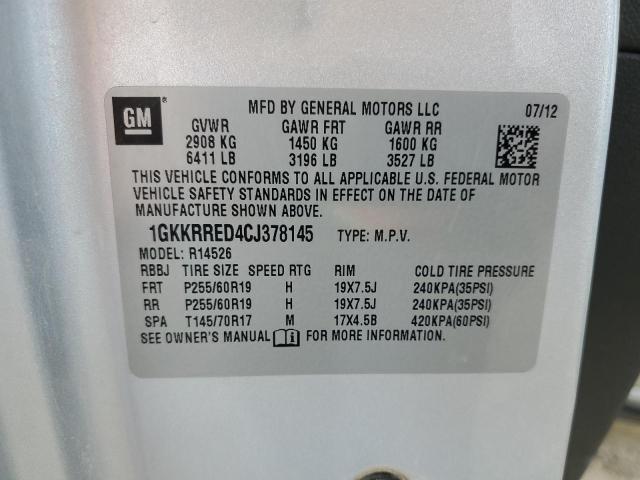 GM ® MFD BY GENERAL MOTORS LLC 07/12
GVWR GAWR FRT GAWR RR
2908 KG 1450 KG 1600 KG
6411 LB 3196 LB 3527 LB
THIS VEHICLE CONFORMS TO ALL APPLICABLE U.S. FEDERAL MOTOR
VEHICLE SAFETY STANDARDS IN EFFECT ON THE DATE OF
MANUFACTURE SHOWN ABOVE.
1GKKRRED4CJ378145 TYPE: M.P.V.
MODEL: R14526
RBBJ TIRE SIZE SPEED RTG RIM COLD TIRE PRESSURE
FRT P255/60R19 H 19X7.5J 240KPA(35PSI)
RR P255/60R19 H 19X7.5J 240KPA(35PSI)
SPA T145/70R17 M 17X4.5B 420KPA(60PSI)
SEE OWNER'S MANUAL FOR MORE INFORMATION.